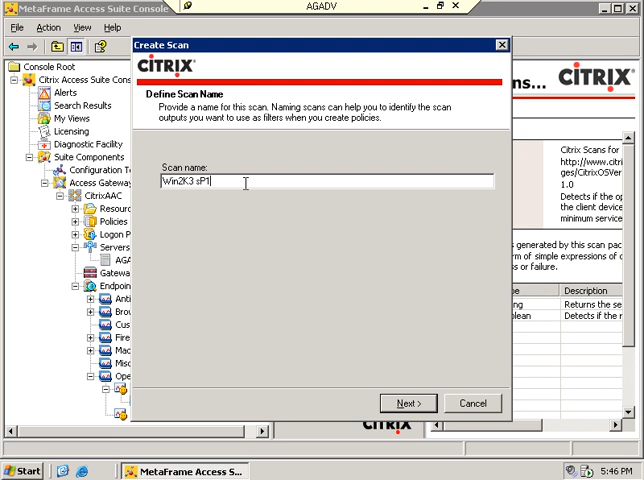 MetaFrame Access Suite Console
AGADV
File Action View Help
Console Root
Citrix Access Suite Cons
Alerts
Search Results
My Views
Licensing
Diagnostic Facility
Suite Components
Configuration T
Access Gateway
CitrixAAC
Resourc
Policies
Logon P
Servers
AGA
Gatewa
Endpoin
Anti
Brow
Cus
Fire
Mac
Misc
Ope
Create Scan
CITRIX
Define Scan Name
Provide a name for this scan. Naming scans can help you to identify the scan
outputs you want to use as filters when you create policies.
Scan name:
Win2K3 sP1
Next >
Cancel
ns...
CITRIX
Citrix Scans for
http://www.citri
ges/CitrixOSVer
1.0
Detects if the op
the client device
minimum service
s generated by this scan pac
rm of simple expressions of c
ss or failure.
pe Description
ing Returns the se
olean Detects if the r
CITRIX
Start
MetaFrame Access S...
5:46 PM